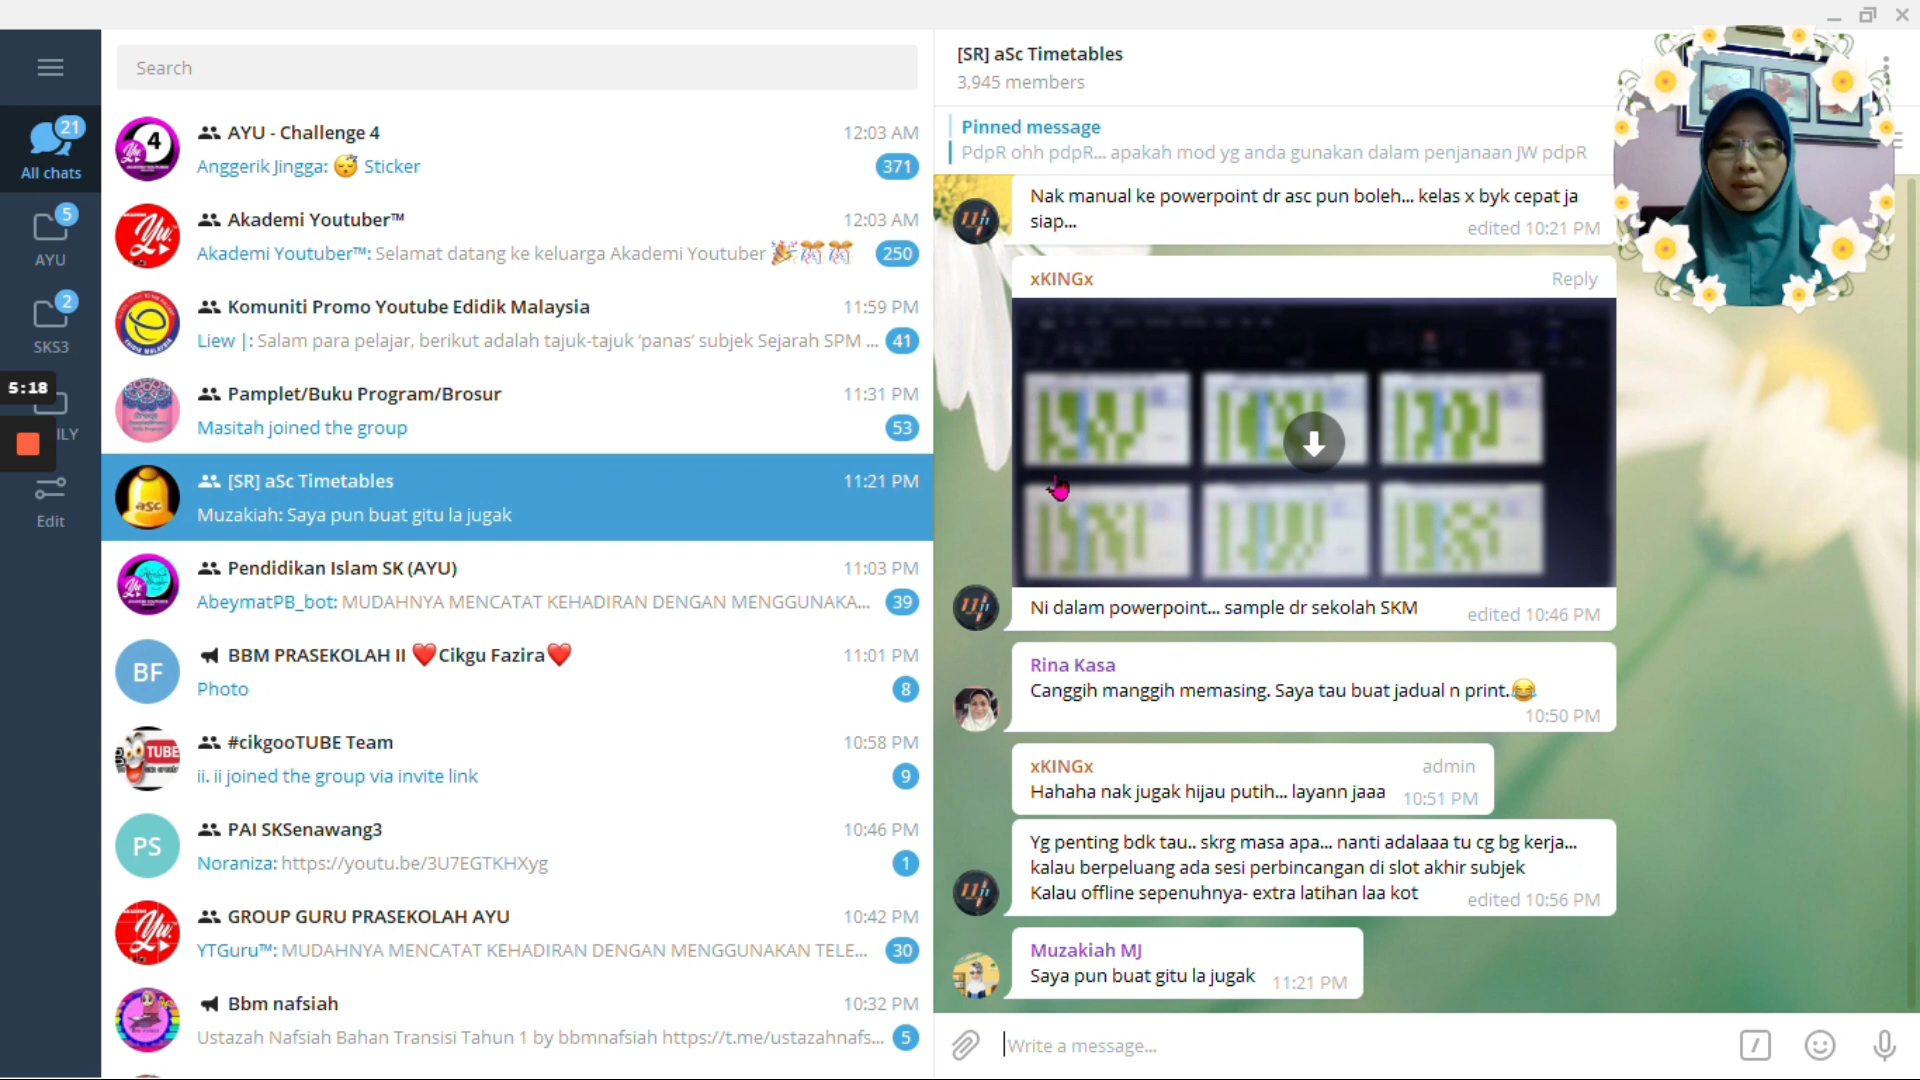 Search
21
All chats
5
AYU
2
SKS3
5:18
ILY
Edit
4
AYU - Challenge 4
12:03 AM
Anggerik Jingga: 😴 Sticker
371
Akademi Youtuber™
12:03 AM
Akademi Youtuber™: Selamat datang ke keluarga Akademi Youtuber 🎉🎊🎊
250
Komuniti Promo Youtube Edidik Malaysia
11:59 PM
Liew |: Salam para pelajar, berikut adalah tajuk-tajuk ‘panas’ subjek Sejarah SPM ...
41
Pamplet/Buku Program/Brosur
11:31 PM
Masitah joined the group
53
asc
[SR] aSc Timetables
11:21 PM
Muzakiah: Saya pun buat gitu la jugak
Pendidikan Islam SK (AYU)
11:03 PM
AbeymatPB_bot: MUDAHNYA MENCATAT KEHADIRAN DENGAN MENGGUNAKA...
39
BF
BBM PRASEKOLAH II ❤️Cikgu Fazira❤️
11:01 PM
Photo
8
TUBE
#cikgooTUBE Team
10:58 PM
ii. ii joined the group via invite link
9
PS
PAI SKSenawang3
10:46 PM
Noraniza: https://youtu.be/3U7EGTKHXyg
1
GROUP GURU PRASEKOLAH AYU
10:42 PM
YTGuru™: MUDAHNYA MENCATAT KEHADIRAN DENGAN MENGGUNAKAN TELE...
30
Bbm nafsiah
10:32 PM
Ustazah Nafsiah Bahan Transisi Tahun 1 by bbmnafsiah https://t.me/ustazahnafs...
5
[SR] aSc Timetables
3,945 members
Pinned message
PdpR ohh pdpR... apakah mod yg anda gunakan dalam penjanaan JW pdpR
Nak manual ke powerpoint dr asc pun boleh... kelas x byk cepat ja
siap...
edited 10:21 PM
xKINGx
Reply
Ni dalam powerpoint... sample dr sekolah SKM
edited 10:46 PM
Rina Kasa
Canggih manggih memasing. Saya tau buat jadual n print.😂
10:50 PM
xKINGx
admin
Hahaha nak jugak hijau putih... layann jaaa
10:51 PM
Yg penting bdk tau.. skrg masa apa... nanti adalaaa tu cg bg kerja...
kalau berpeluang ada sesi perbincangan di slot akhir subjek
Kalau offline sepenuhnya- extra latihan laa kot
edited 10:56 PM
Muzakiah MJ
Saya pun buat gitu la jugak
11:21 PM
Write a message...